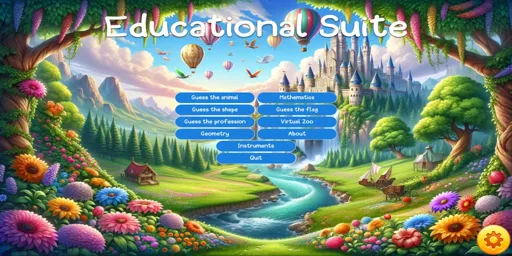 Educational Suite
Guess the animal
Mathematics
Guess the shape
Guess the flag
Guess the profession
Virtual Zoo
Geometry
About
Instruments
Quit